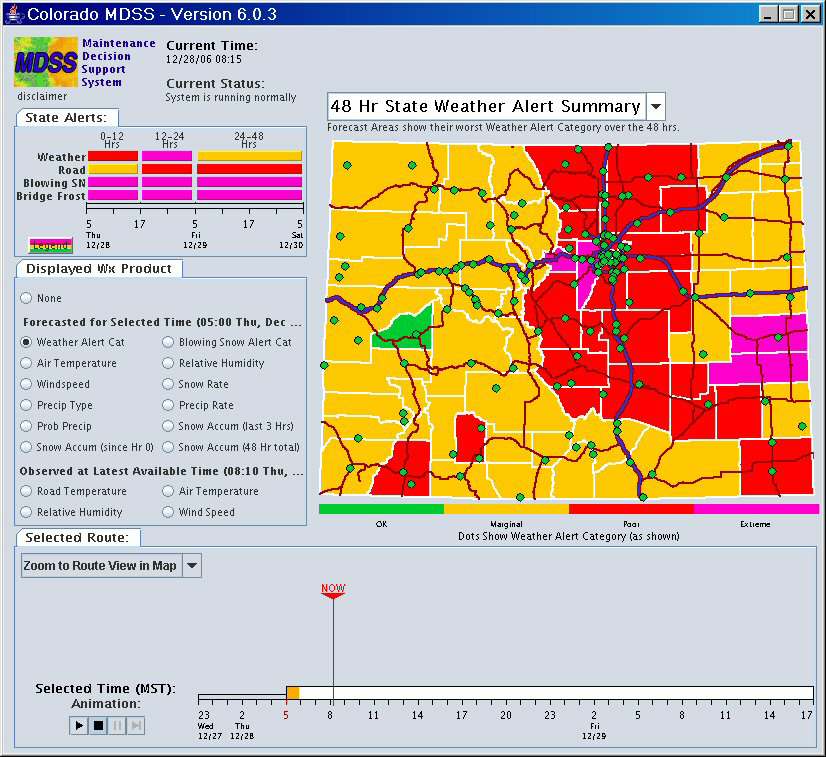 Colorado MDSS - Version 6.0.3
MDSS
Maintenance
Decision
Support
System
disclaimer
Current Time:
12/28/06 08:15
Current Status:
System is running normally
State Alerts:
0-12 Hrs 12-24 Hrs 24-48 Hrs
Weather
Road
Blowing SN
Bridge Frost
5 17 5 17 5
Thu Fri Sat
12/28 12/29 12/30
Legend
48 Hr State Weather Alert Summary
Forecast Areas show their worst Weather Alert Category over the 48 hrs.
OK Marginal Poor Extreme
Dots Show Weather Alert Category (as shown)
Displayed Wx Product
None
Forecasted for Selected Time (05:00 Thu, Dec ...
Weather Alert Cat Blowing Snow Alert Cat
Air Temperature Relative Humidity
Windspeed Snow Rate
Precip Type Precip Rate
Prob Precip Snow Accum (last 3 Hrs)
Snow Accum (since Hr 0) Snow Accum (48 Hr total)
Observed at Latest Available Time (08:10 Thu, ...
Road Temperature Air Temperature
Relative Humidity Wind Speed
Selected Route:
Zoom to Route View in Map
NOW
Selected Time (MST):
Animation:
23 2 5 8 11 14 17 20 23 2 5 8 11 14 17
Wed Thu Fri
12/27 12/28 12/29